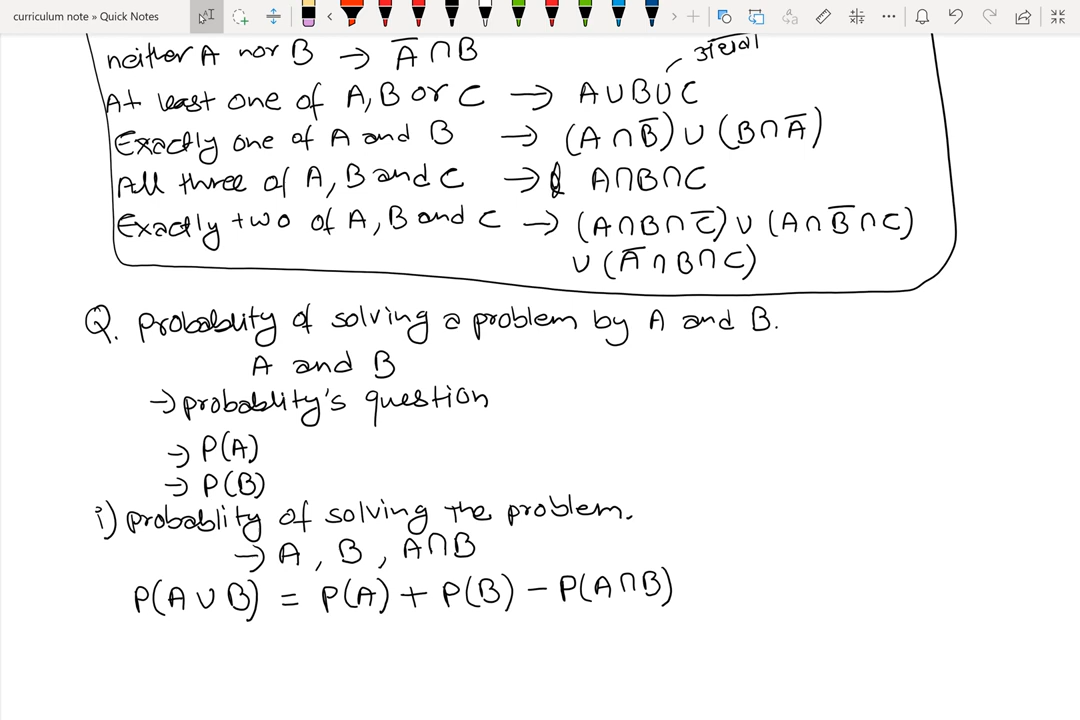 curriculum note » Quick Notes
neither A nor B → A̅ ∩ B
अथवा
At least one of A, B or C → A∪B∪C
Exactly one of A and B → (A ∩ B̅) ∪ (B ∩ A̅)
All three of A, B and C → A∩B∩C
Exactly two of A, B and C → (A∩B∩C̅) ∪ (A∩B̅∩C)
∪ (A̅ ∩ B∩C)
Q. probablity of solving a problem by A and B.
A and B
→ probablity's question
→ P(A)
→ P(B)
i) probablity of solving the problem.
→ A, B, A∩B
P(A ∪ B) = P(A) + P(B) − P(A∩B)